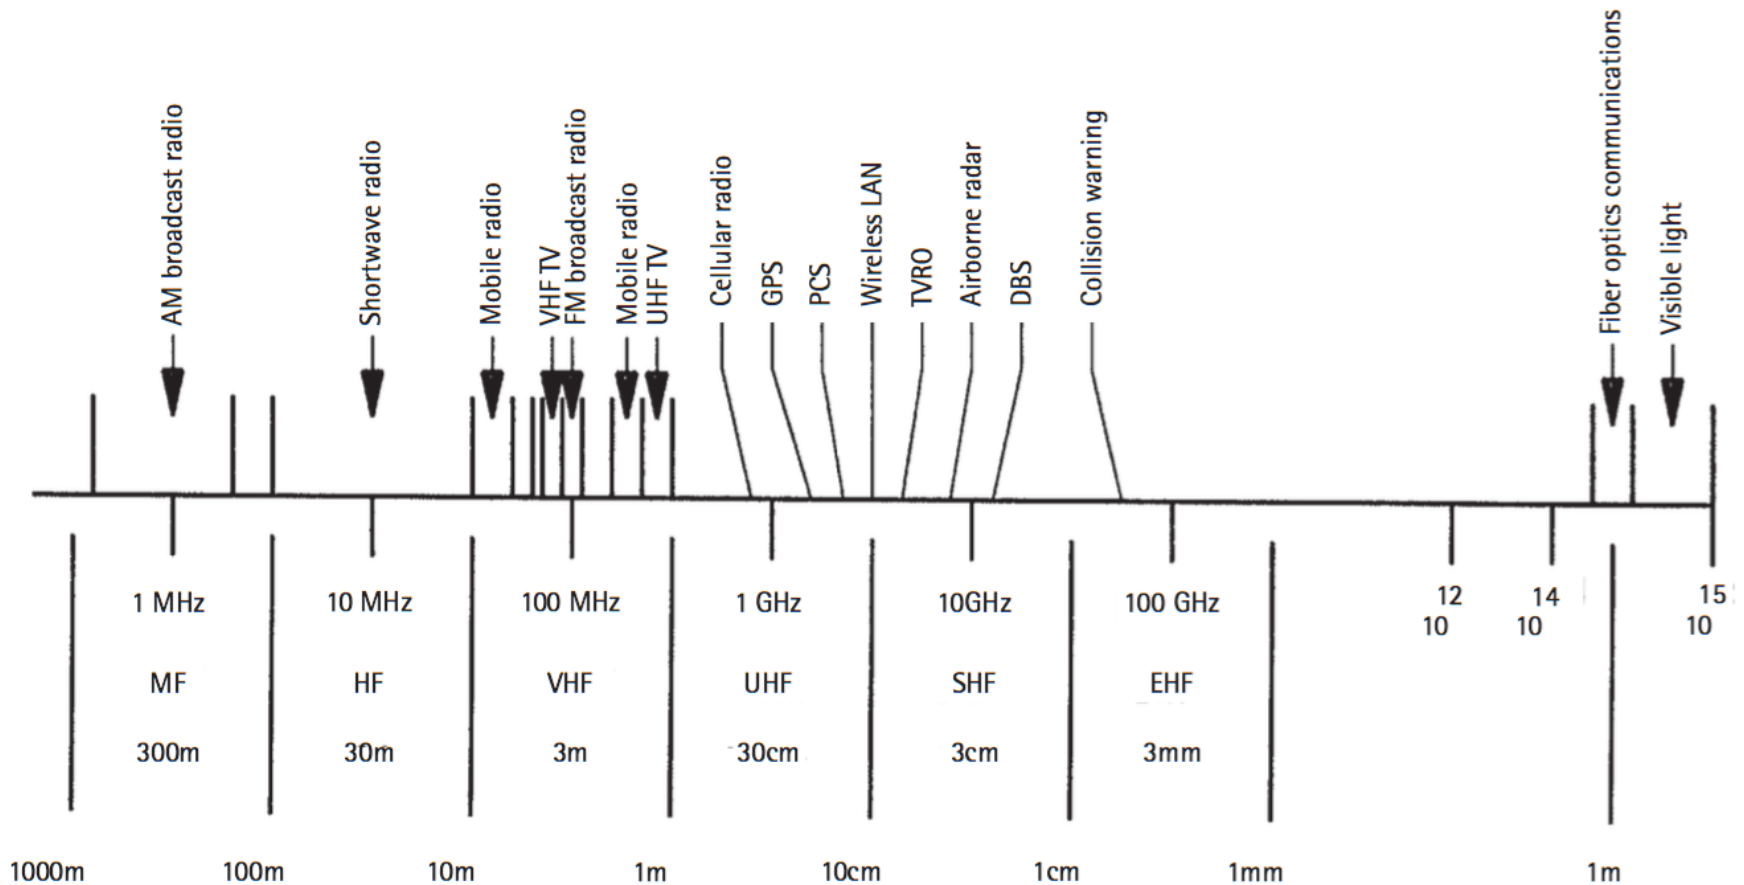 AM broadcast radio
Shortwave radio
Mobile radio
VHF TV
FM broadcast radio
Mobile radio
UHF TV
Cellular radio
GPS
PCS
Wireless LAN
TVRO
Airborne radar
DBS
Collision warning
Fiber optics communications
Visible light
1 MHz
10 MHz
100 MHz
1 GHz
10GHz
100 GHz
12
10
14
10
15
10
MF
HF
VHF
UHF
SHF
EHF
300m
30m
3m
30cm
3cm
3mm
1000m
100m
10m
1m
10cm
1cm
1mm
1m